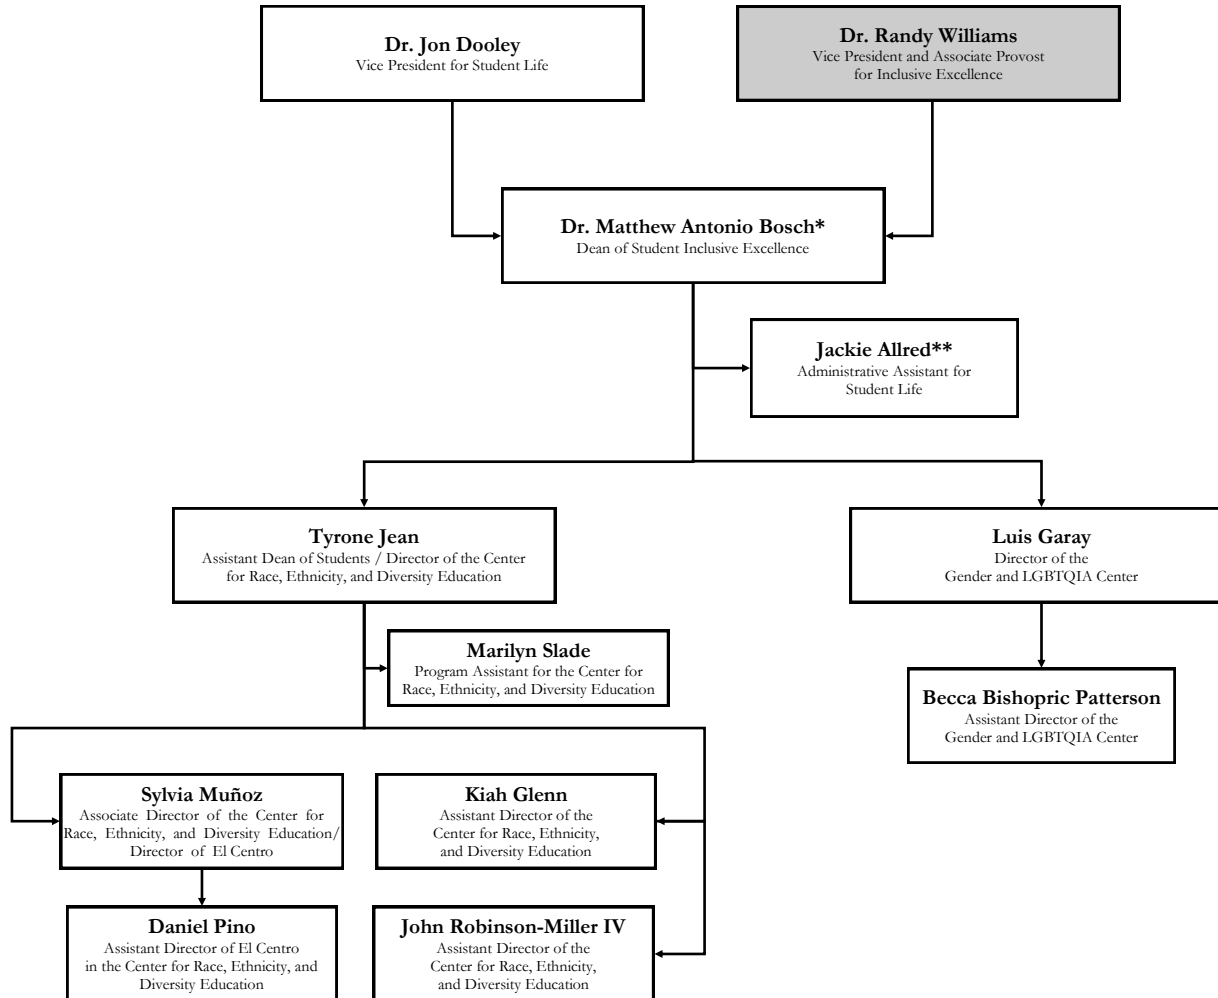 Dr. Jon Dooley
Vice President for Student Life
Dr. Randy Williams
Vice President and Associate Provost
for Inclusive Excellence
Dr. Matthew Antonio Bosch*
Dean of Student Inclusive Excellence
Jackie Allred**
Administrative Assistant for
Student Life
Tyrone Jean
Assistant Dean of Students / Director of the Center
for Race, Ethnicity, and Diversity Education
Luis Garay
Director of the
Gender and LGBTQIA Center
Marilyn Slade
Program Assistant for the Center for
Race, Ethnicity, and Diversity Education
Becca Bishopric Patterson
Assistant Director of the
Gender and LGBTQIA Center
Sylvia Muñoz
Associate Director of the Center for
Race, Ethnicity, and Diversity Education/
Director of El Centro
Kiah Glenn
Assistant Director of the
Center for Race, Ethnicity,
and Diversity Education
Daniel Pino
Assistant Director of El Centro
in the Center for Race, Ethnicity, and
Diversity Education
John Robinson-Miller IV
Assistant Director of the
Center for Race, Ethnicity,
and Diversity Education